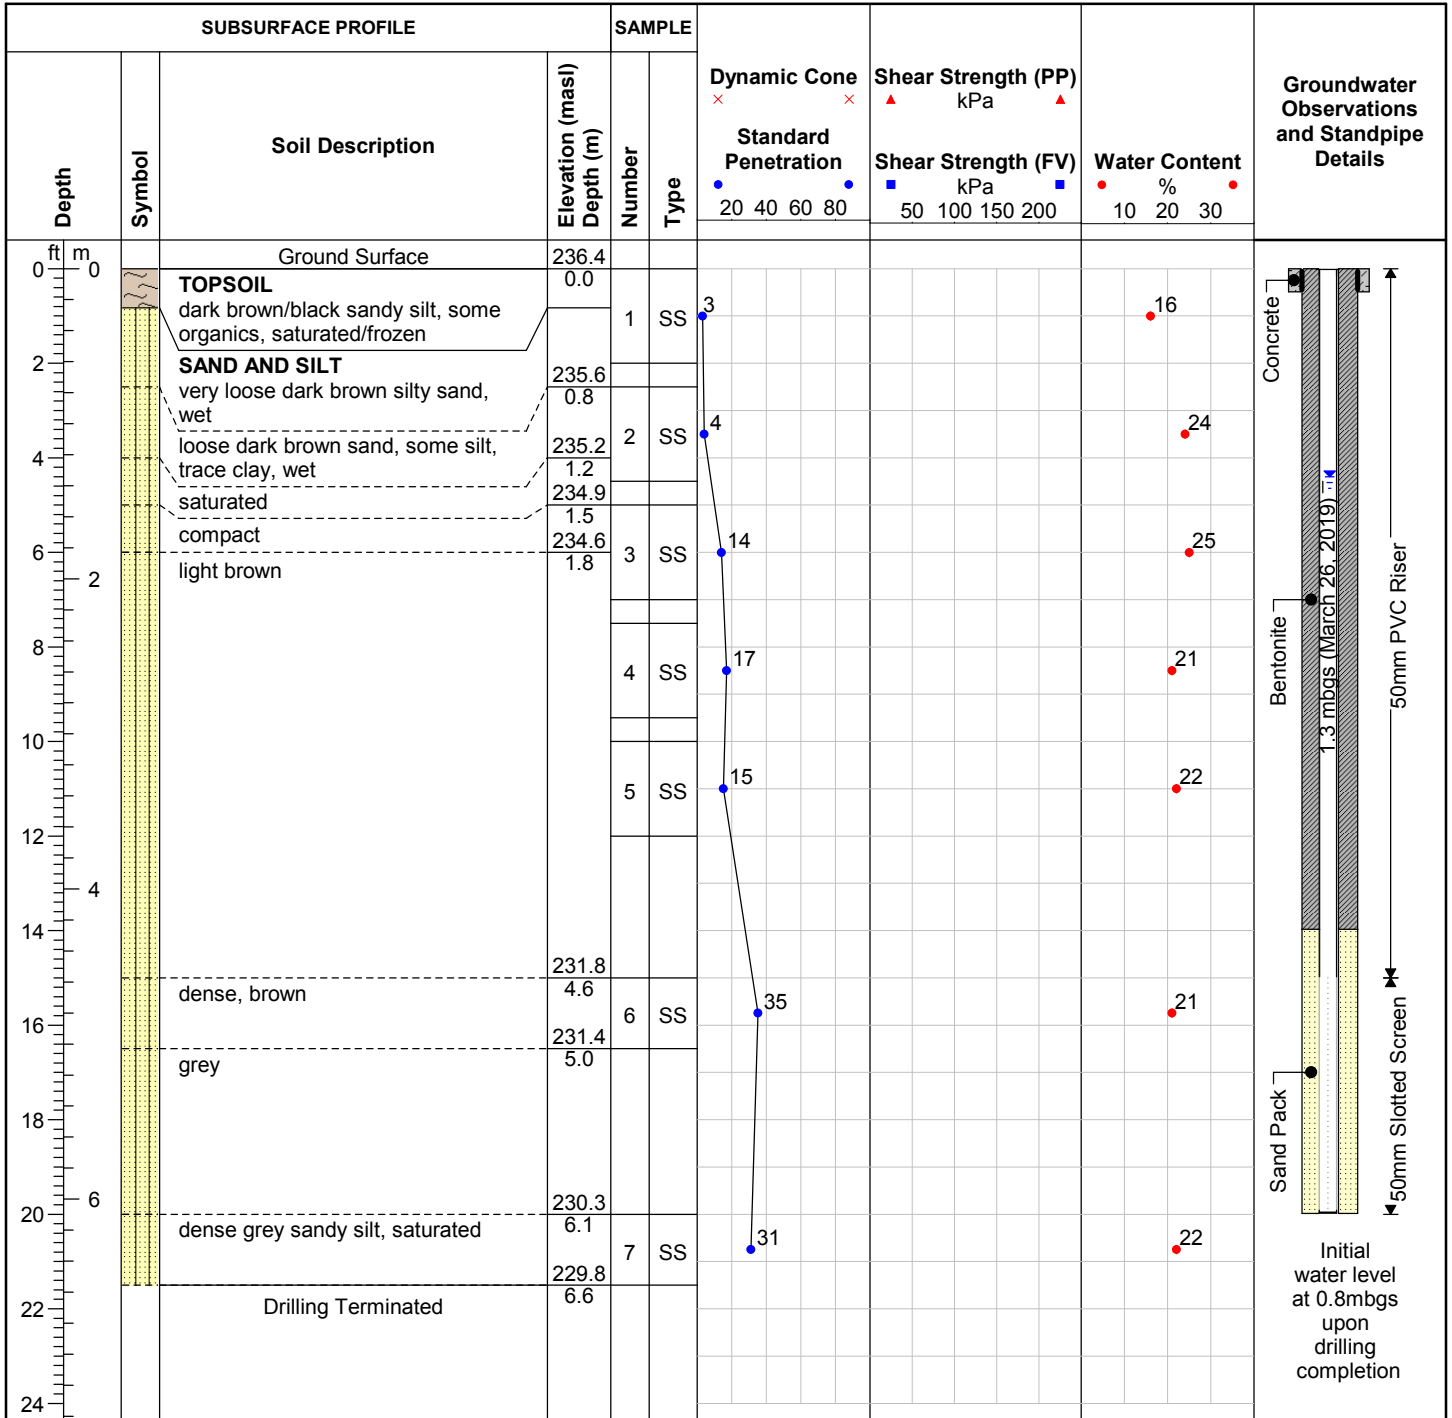 SUBSURFACE PROFILE
SAMPLE
Depth
Symbol
Soil Description
Elevation (masl)
Depth (m)
Number
Type
Dynamic Cone
Standard
Penetration
20 40 60 80
Shear Strength (PP)
kPa
Shear Strength (FV)
kPa
50 100 150 200
Water Content
%
10 20 30
Groundwater
Observations
and Standpipe
Details
ft m
Ground Surface
236.4
0 0
0.0
TOPSOIL
dark brown/black sandy silt, some
organics, saturated/frozen
1 SS
3
16
Concrete
2
SAND AND SILT
235.6
very loose dark brown silty sand,
wet
0.8
2 SS
4
24
loose dark brown sand, some silt,
trace clay, wet
235.2
4
1.2
saturated
234.9
1.5
compact
234.6
6
1.8
3 SS
14
25
light brown
2
1.3 mbgs (March 26, 2019)
Bentonite
50mm PVC Riser
8
4 SS
17
21
10
5 SS
15
22
12
4
14
231.8
dense, brown
4.6
6 SS
35
21
16
231.4
grey
5.0
Sand Pack
50mm Slotted Screen
18
6
230.3
20
dense grey sandy silt, saturated
6.1
7 SS
31
22
229.8
Drilling Terminated
6.6
22
24
Initial
water level
at 0.8mbgs
upon
drilling
completion